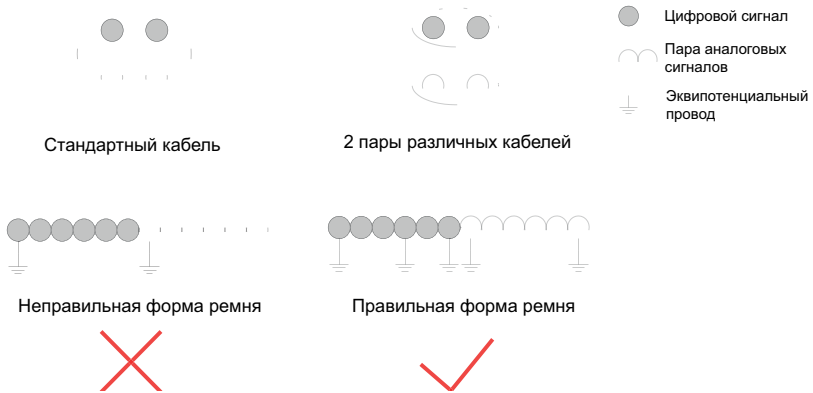 Цифровой сигнал
Пара аналоговых
сигналов
Эквипотенциальный
провод
Стандартный кабель
2 пары различных кабелей
Неправильная форма ремня
Правильная форма ремня